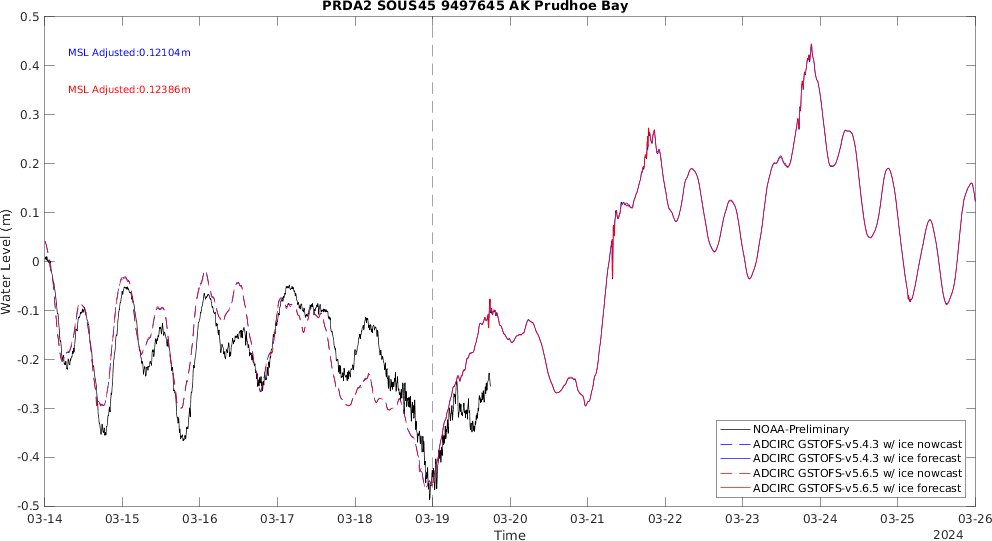 PRDA2 SOUS45 9497645 AK Prudhoe Bay
MSL Adjusted:0.12104m
MSL Adjusted:0.12386m
Water Level (m)
0.5
0.4
0.3
0.2
0.1
0
-0.1
-0.2
-0.3
-0.4
-0.5
NOAA-Preliminary
ADCIRC GSTOFS-v5.4.3 w/ ice nowcast
ADCIRC GSTOFS-v5.4.3 w/ ice forecast
ADCIRC GSTOFS-v5.6.5 w/ ice nowcast
ADCIRC GSTOFS-v5.6.5 w/ ice forecast
03-14 03-15 03-16 03-17 03-18 03-19 03-20 03-21 03-22 03-23 03-24 03-25 03-26
Time
2024